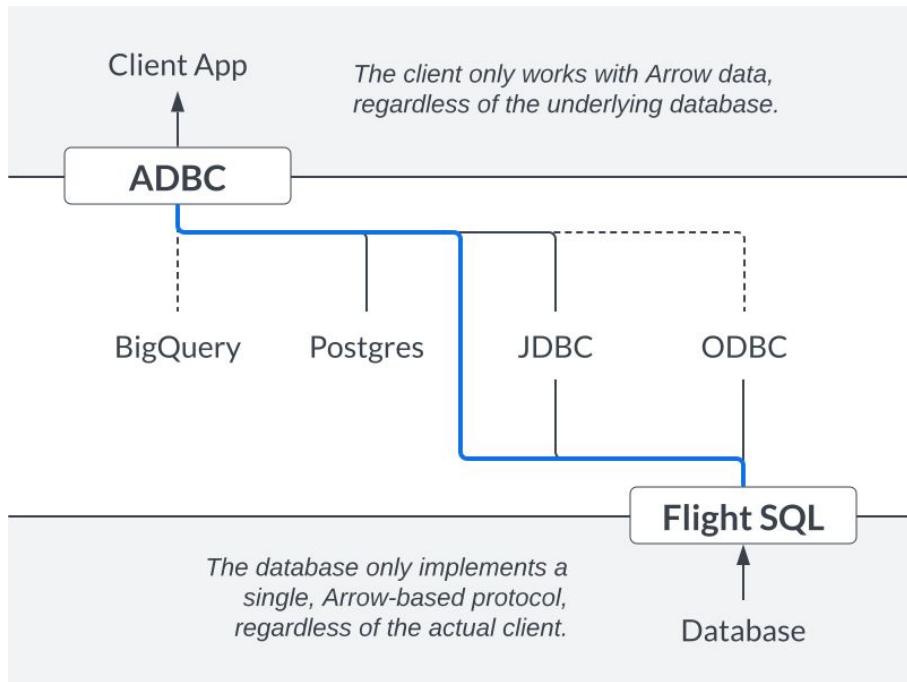 Client App
The client only works with Arrow data,
regardless of the underlying database.
ADBC
BigQuery
Postgres
JDBC
ODBC
Flight SQL
The database only implements a
single, Arrow-based protocol,
regardless of the actual client.
Database